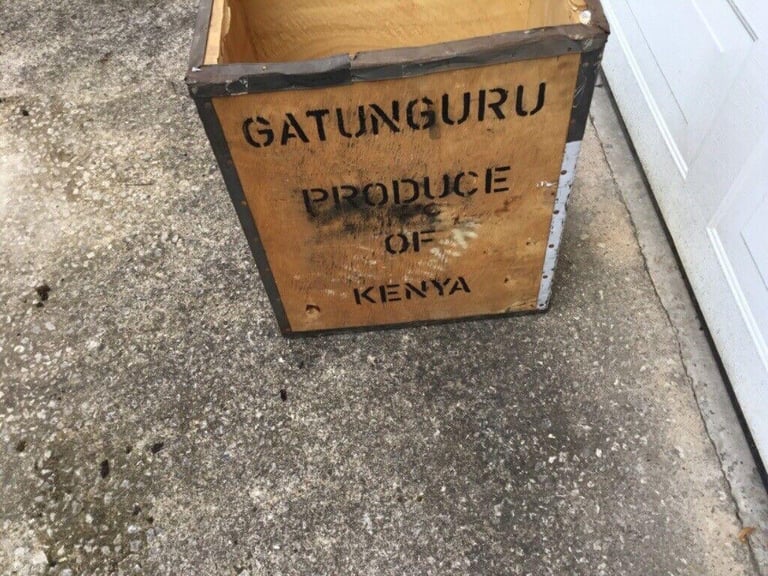 GATUNGURU
PRODUCE
OF
KENYA